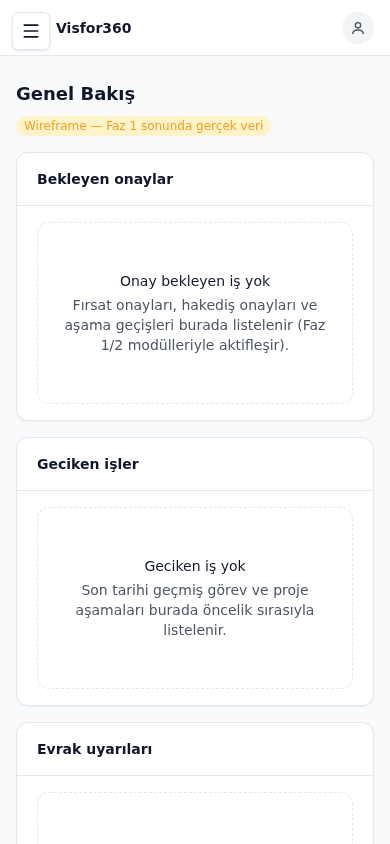 Visfor360
Genel Bakış
Wireframe — Faz 1 sonunda gerçek veri
Bekleyen onaylar
Onay bekleyen iş yok
Fırsat onayları, hakediş onayları ve
aşama geçişleri burada listelenir (Faz
1/2 modülleriyle aktifleşir).
Geciken işler
Geciken iş yok
Son tarihi geçmiş görev ve proje
aşamaları burada öncelik sırasıyla
listelenir.
Evrak uyarıları